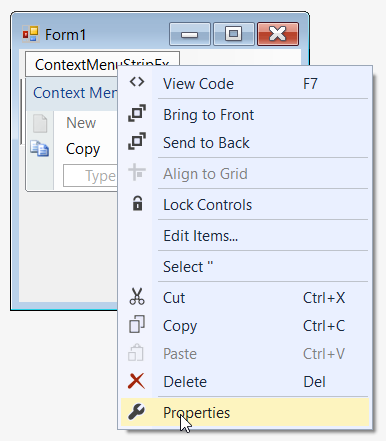 Form1
ContextMenuStripEx
Context Men
New
Copy
Type
View Code F7
Bring to Front
Send to Back
Align to Grid
Lock Controls
Edit Items...
Select ''
Cut Ctrl+X
Copy Ctrl+C
Paste Ctrl+V
Delete Del
Properties